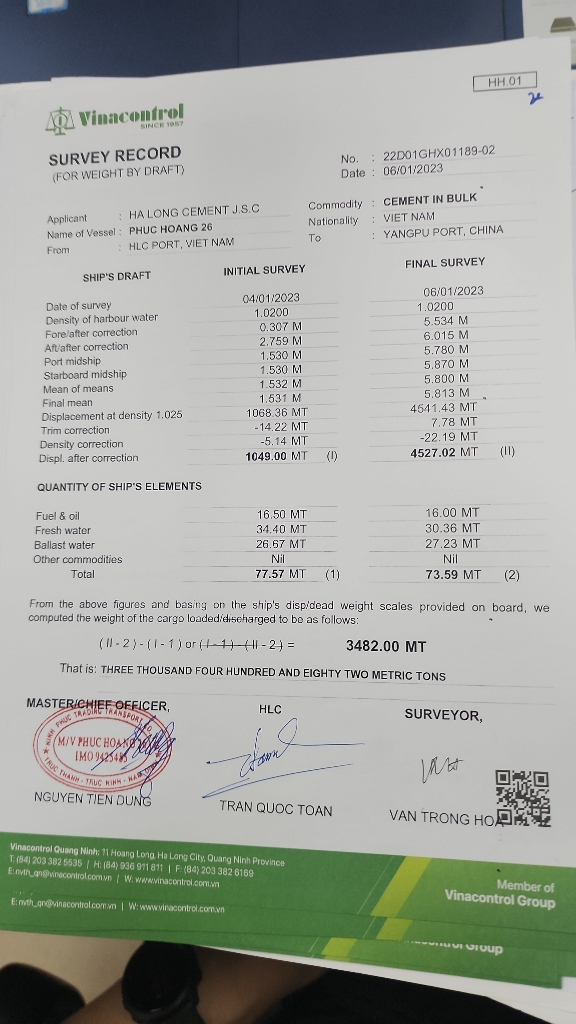 HH.01
Vinacontrol
SINCE 1957
SURVEY RECORD
(FOR WEIGHT BY DRAFT)
No. : 22D01GHX01189-02
Date : 06/01/2023
Applicant : HA LONG CEMENT J.S.C
Name of Vessel : PHUC HOANG 26
From : HLC PORT, VIET NAM
Commodity : CEMENT IN BULK
Nationality : VIET NAM
To : YANGPU PORT, CHINA
SHIP'S DRAFT INITIAL SURVEY FINAL SURVEY
Date of survey 04/01/2023 06/01/2023
Density of harbour water 1.0200 1.0200
Fore/after correction 0.307 M 5.534 M
Aft/after correction 2.759 M 6.015 M
Port midship 1.530 M 5.780 M
Starboard midship 1.530 M 5.870 M
Mean of means 1.532 M 5.800 M
Final mean 1.531 M 5.813 M
Displacement at density 1.025 1068.36 MT 4541.43 MT
Trim correction -14.22 MT 7.78 MT
Density correction -5.14 MT -22.19 MT
Displ. after correction 1049.00 MT (I) 4527.02 MT (II)
QUANTITY OF SHIP'S ELEMENTS
Fuel & oil 16.50 MT 16.00 MT
Fresh water 34.40 MT 30.36 MT
Ballast water 26.67 MT 27.23 MT
Other commodities Nil Nil
Total 77.57 MT (1) 73.59 MT (2)
From the above figures and basing on the ship's disp/dead weight scales provided on board, we
computed the weight of the cargo loaded/discharged to be as follows:
( II - 2 ) - ( I - 1 ) or ( I - 1 ) - ( II - 2 ) = 3482.00 MT
That is: THREE THOUSAND FOUR HUNDRED AND EIGHTY TWO METRIC TONS
MASTER/CHIEF OFFICER, HLC SURVEYOR,
NINH PHUC TRADING TRANSPORT
M/V PHUC HOANG
IMO 9425485
TRUC THANH - TRUC NINH - NAM
NGUYEN TIEN DUNG TRAN QUOC TOAN VAN TRONG HOA
Vinacontrol Quang Ninh: 11 Hoang Long, Ha Long City, Quang Ninh Province
T: (84) 203 382 5535 | H: (84) 936 911 811 | F: (84) 203 382 6169
E: nvth_qn@vinacontrol.com.vn | W: www.vinacontrol.com.vn
Member of
Vinacontrol Group
E: nvth_qn@vinacontrol.com.vn | W: www.vinacontrol.com.vn
Group